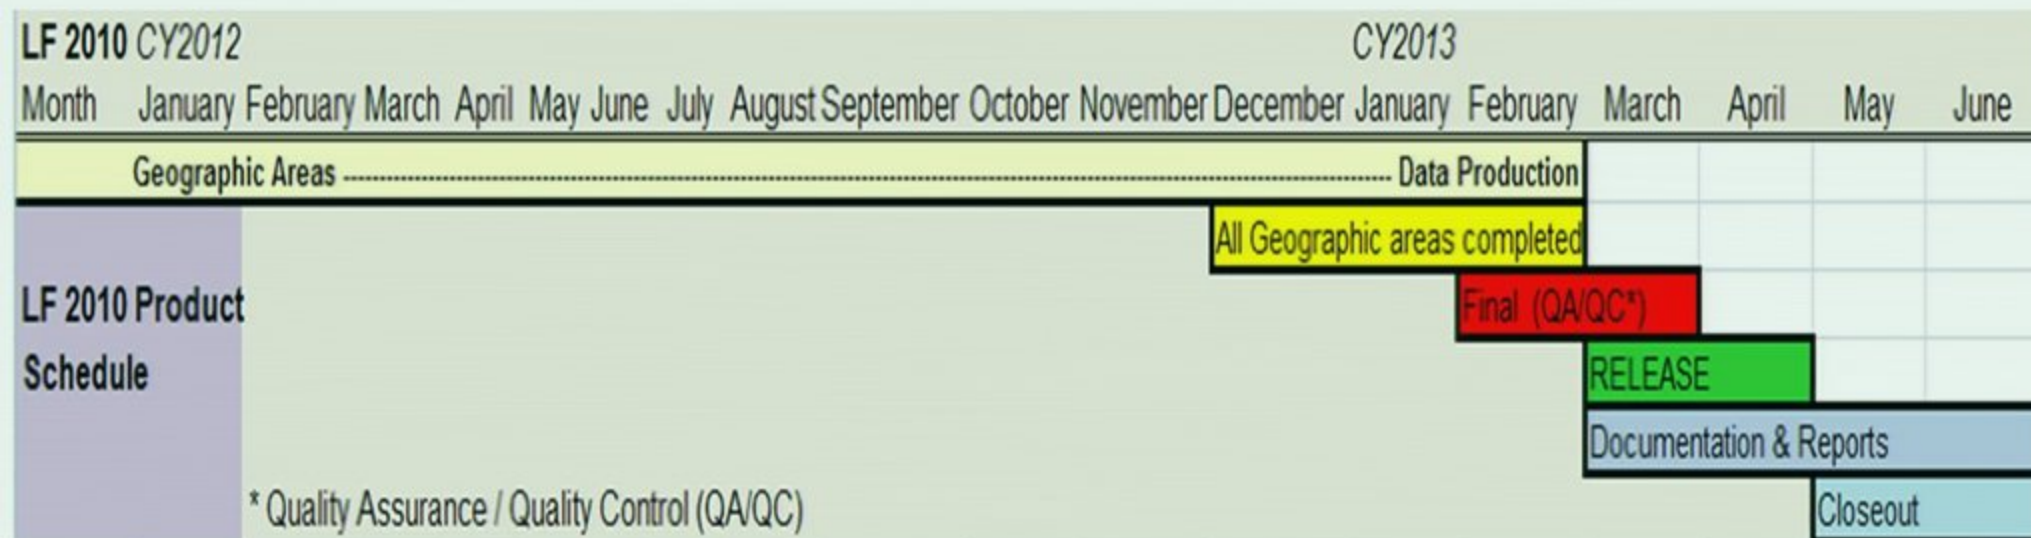 LF 2010 CY2012 CY2013
Month January February March April May June July August September October November December January February March April May June
Geographic Areas ---------------------------------------------------------------- Data Production
All Geographic areas completed
LF 2010 Product
Schedule
Final (QA/QC*)
RELEASE
Documentation & Reports
* Quality Assurance / Quality Control (QA/QC)
Closeout